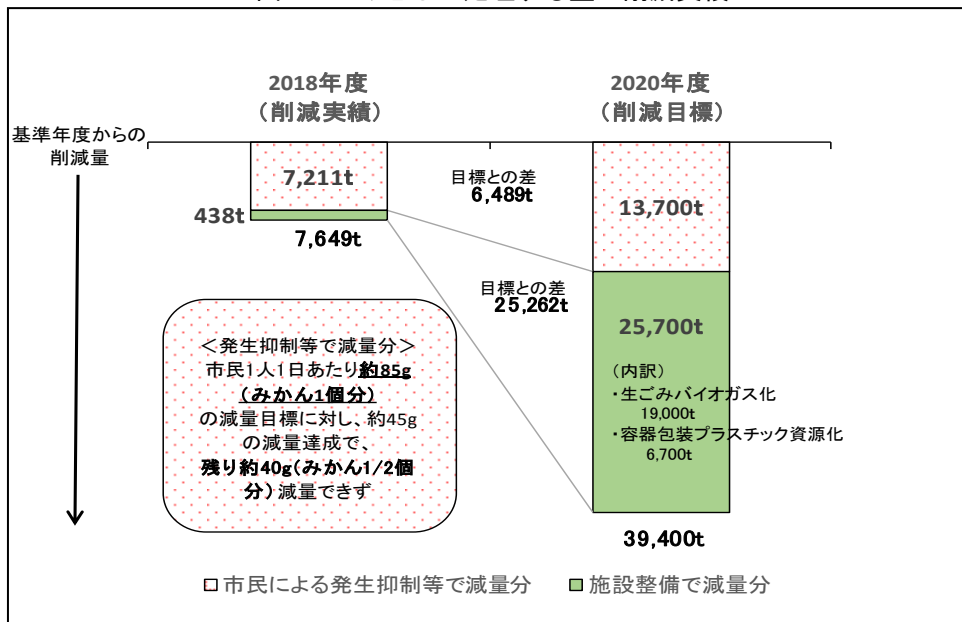 2018年度
（削減実績）
2020年度
（削減目標）
基準年度からの
削減量
7,211t
438t
7,649t
目標との差
6,489t
目標との差
25,262t
13,700t
25,700t
（内訳）
・生ごみバイオガス化
19,000t
・容器包装プラスチック資源化
6,700t
39,400t
＜発生抑制等で減量分＞
市民1人1日あたり約85g
（みかん1個分）
の減量目標に対し、約45g
の減量達成で、
残り約40g(みかん1/2個
分）減量できず
市民による発生抑制等で減量分
施設整備で減量分